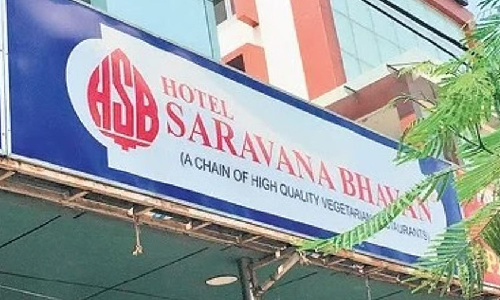 HSB
HOTEL
SARAVANA BHAVAN
(A CHAIN OF HIGH QUALITY VEGETARIAN RESTAURANTS)